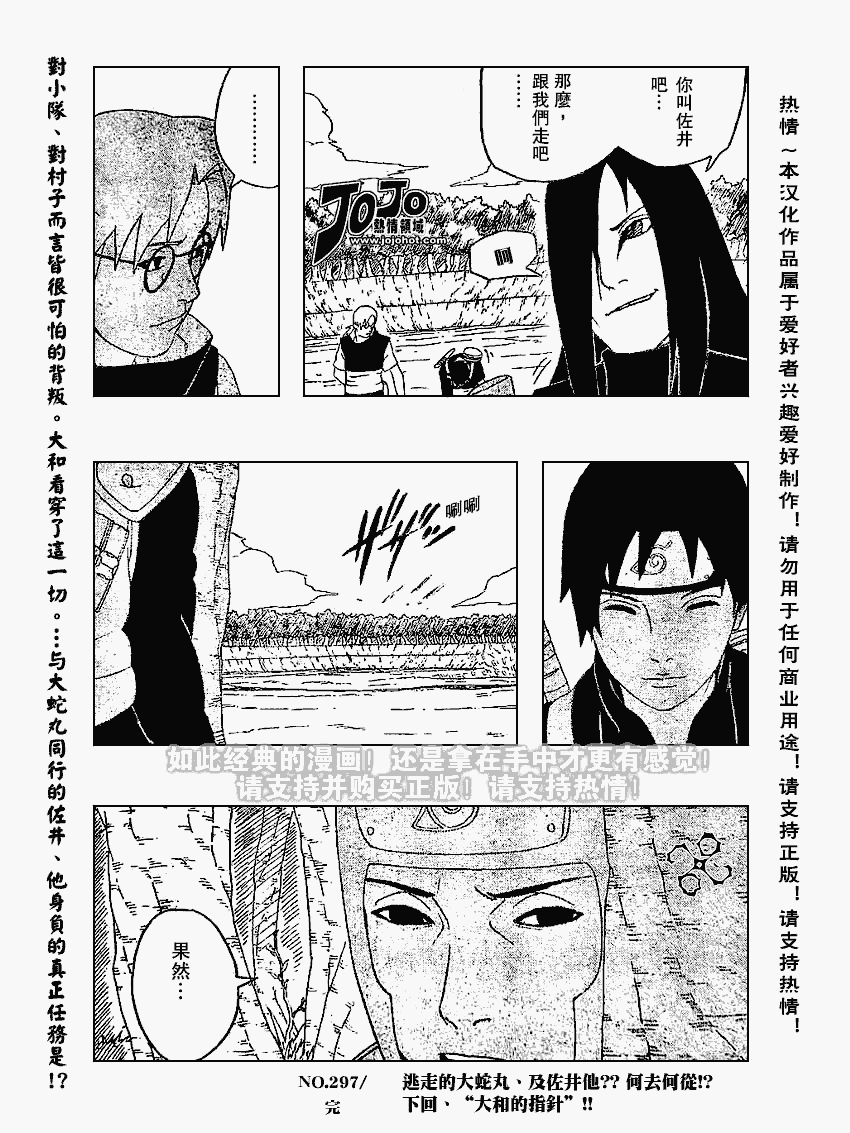 热情～本汉化作品属于爱好者兴趣爱好制作！请勿用于任何商业用途！请支持正版！请支持热情！
你叫佐井
吧…
那麼，
跟我們走吧
……
JOJO
熱情領域
www.jojohot.com
啊
…………
唰唰
ザザザッ
如此经典的漫画！还是拿在手中才更有感觉！
请支持并购买正版！请支持热情！
果然…
對小隊、對村子而言皆很可怕的背叛。大和看穿了這一切。…与大蛇丸同行的佐井、他身負的真正任務是!?
NO.297/
完
逃走的大蛇丸、及佐井他?? 何去何從!?
下回、“大和的指針”!!